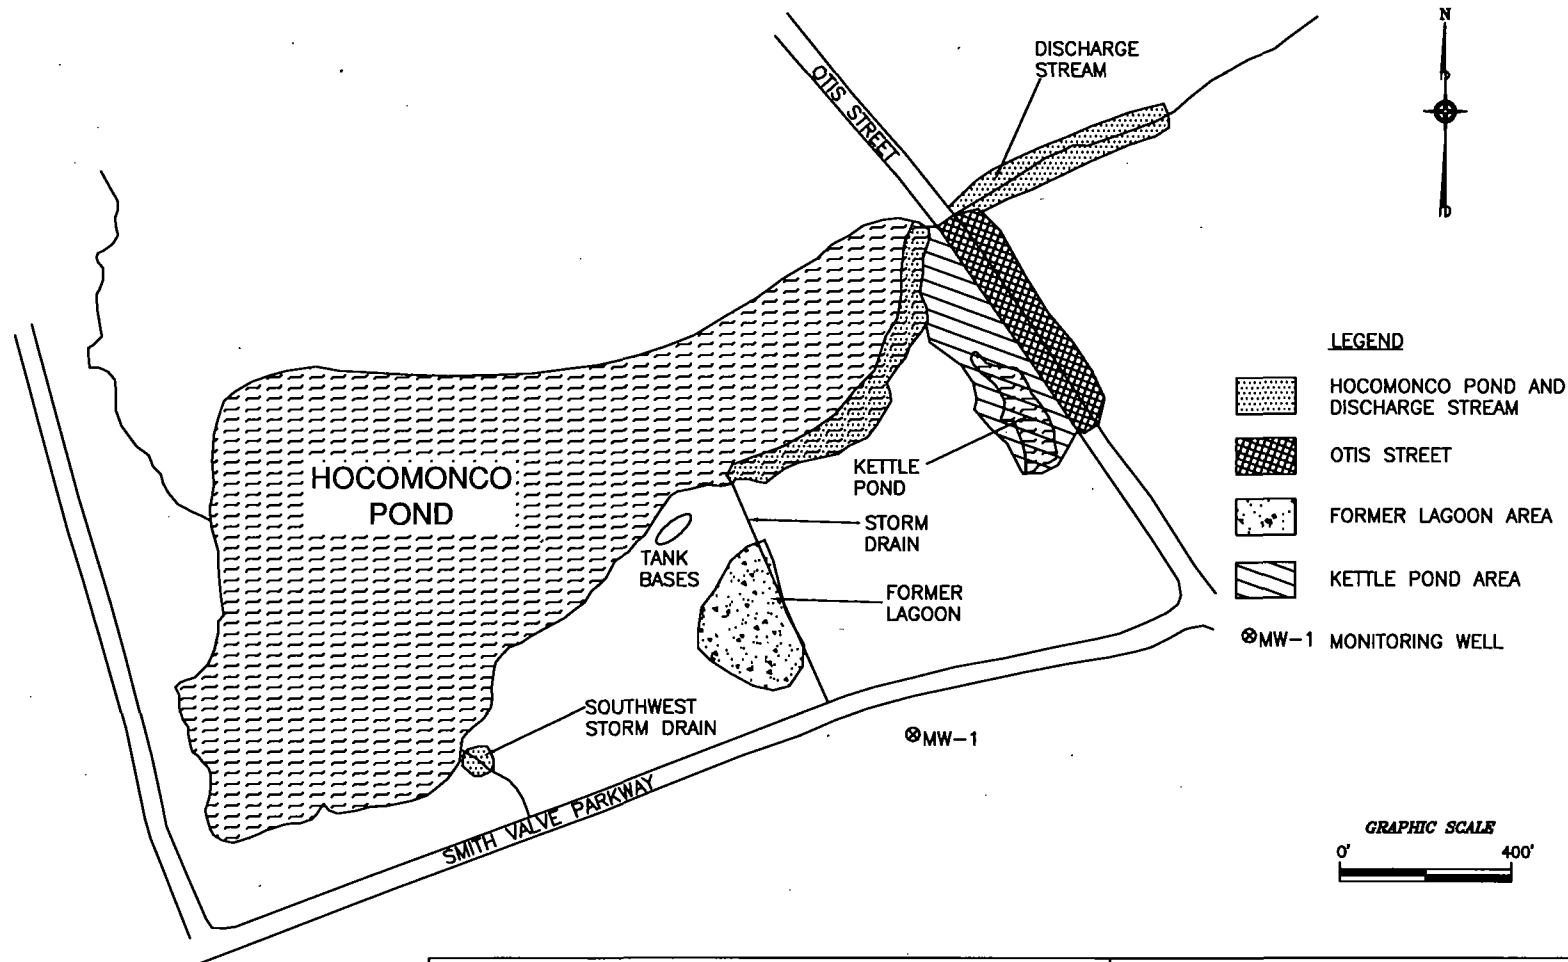 N
DISCHARGE
STREAM
OTIS STREET
LEGEND
HOCOMONCO POND AND
DISCHARGE STREAM
OTIS STREET
FORMER LAGOON AREA
KETTLE POND AREA
MW-1 MONITORING WELL
HOCOMONCO
POND
KETTLE
POND
STORM
DRAIN
TANK
BASES
FORMER
LAGOON
SOUTHWEST
STORM DRAIN
MW-1
SMITH VALVE PARKWAY
GRAPHIC SCALE
0' 400'